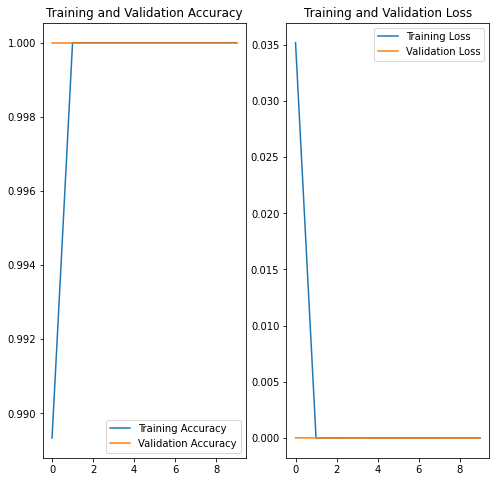 Training and Validation Accuracy
1.000
0.998
0.996
0.994
0.992
0.990
Training Accuracy
Validation Accuracy
0 2 4 6 8
Training and Validation Loss
0.035
0.030
0.025
0.020
0.015
0.010
0.005
0.000
Training Loss
Validation Loss
0 2 4 6 8